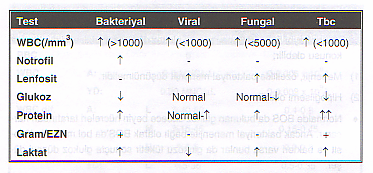 Test Bakteriyal Viral Fungal Tbc
WBC(/mm³) ↑ (>1000) ↑ (<1000) ↑ (<5000) ↑ (<1000)
Notrofil ↑ - - -
Lenfosit - ↑ ↑ ↑
Glukoz ↓ Normal Normal-↓ ↓
Protein ↑ Normal-↑ ↑ ↑↑
Gram/EZN + - - +
Laktat ↑ ↓ ↑ ↑